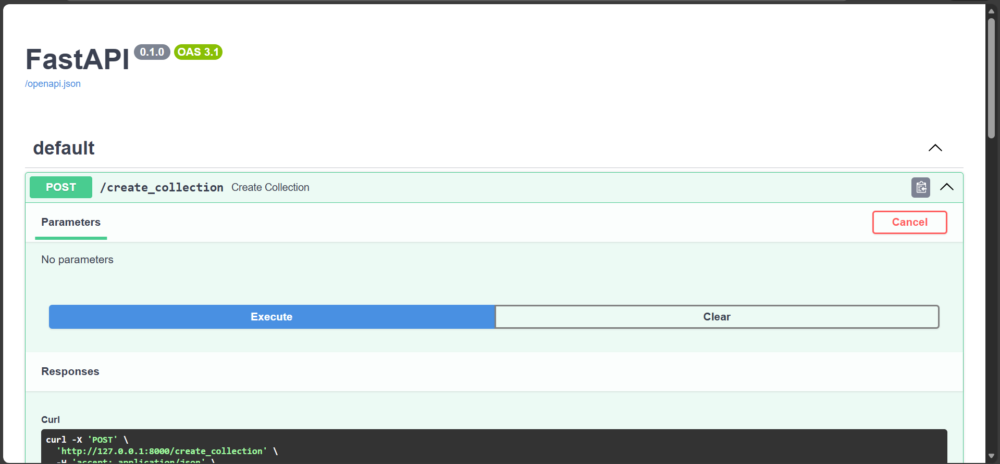 FastAPI 0.1.0 OAS 3.1
/openapi.json
default
POST /create_collection Create Collection
Parameters Cancel
No parameters
Execute Clear
Responses
Curl
curl -X 'POST' \
'http://127.0.0.1:8000/create_collection' \
-H 'accept: application/json' \